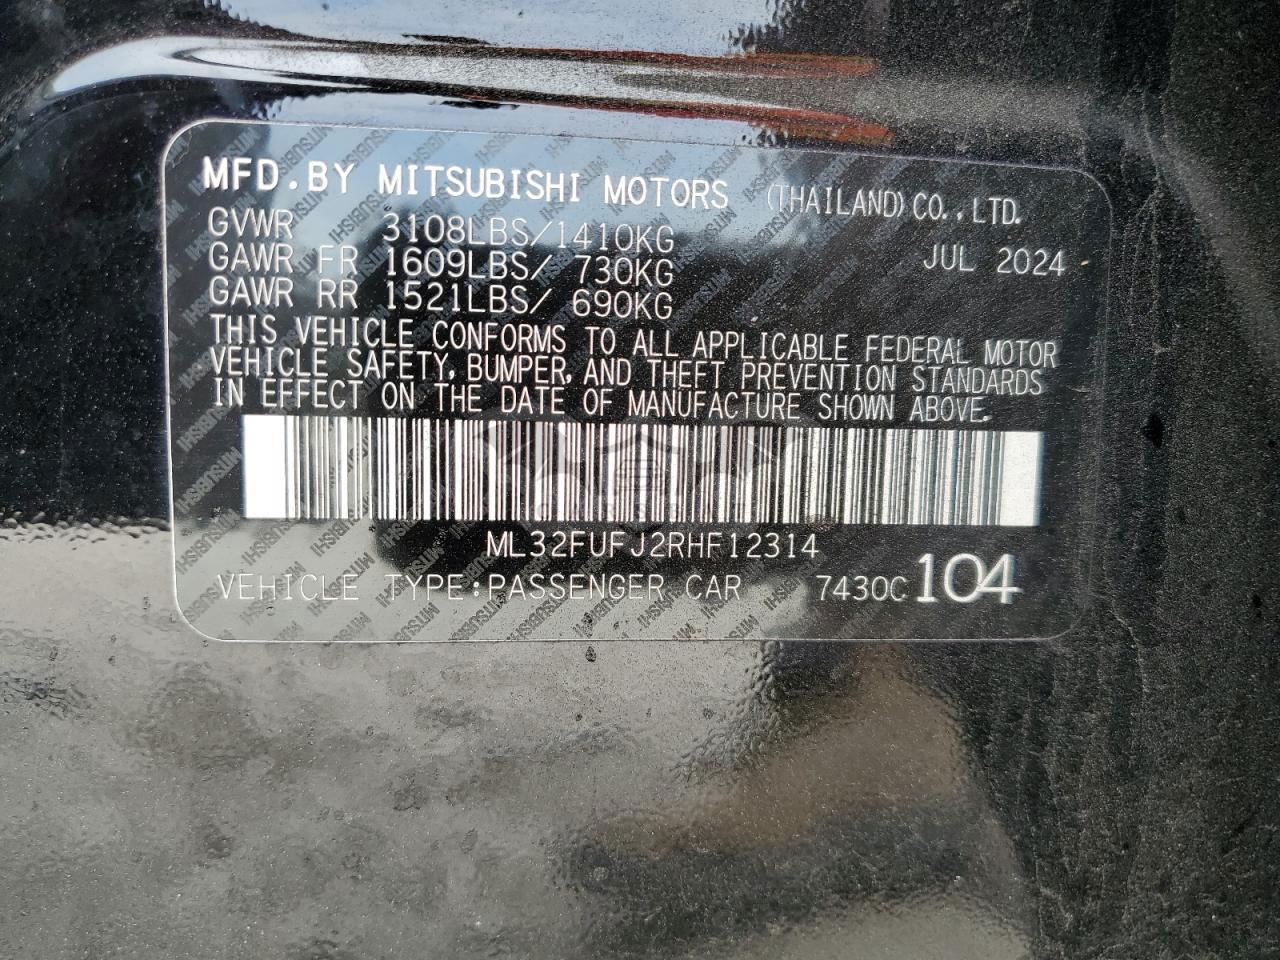 MFD.BY MITSUBISHI MOTORS (THAILAND)CO.,LTD.
GVWR 3108LBS/1410KG JUL 2024
GAWR FR 1609LBS/ 730KG
GAWR RR 1521LBS/ 690KG
THIS VEHICLE CONFORMS TO ALL APPLICABLE FEDERAL MOTOR
VEHICLE SAFETY, BUMPER, AND THEFT PREVENTION STANDARDS
IN EFFECT ON THE DATE OF MANUFACTURE SHOWN ABOVE.
ML32FUFJ2RHF12314
VEHICLE TYPE:PASSENGER CAR 7430C 104